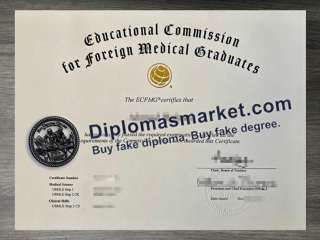 Educational Commission
for Foreign Medical Graduates
The ECFMG®certifies that
Diplomasmarket.com
Buy fake diploma. Buy fake degree.
Certificate Number
Medical Science
USMLE Step 1
USMLE Step 2 CK
Clinical Skills
USMLE Step 2 CS
Chair, Board of Trustees
President and Chief Executive Officer
Date Issued